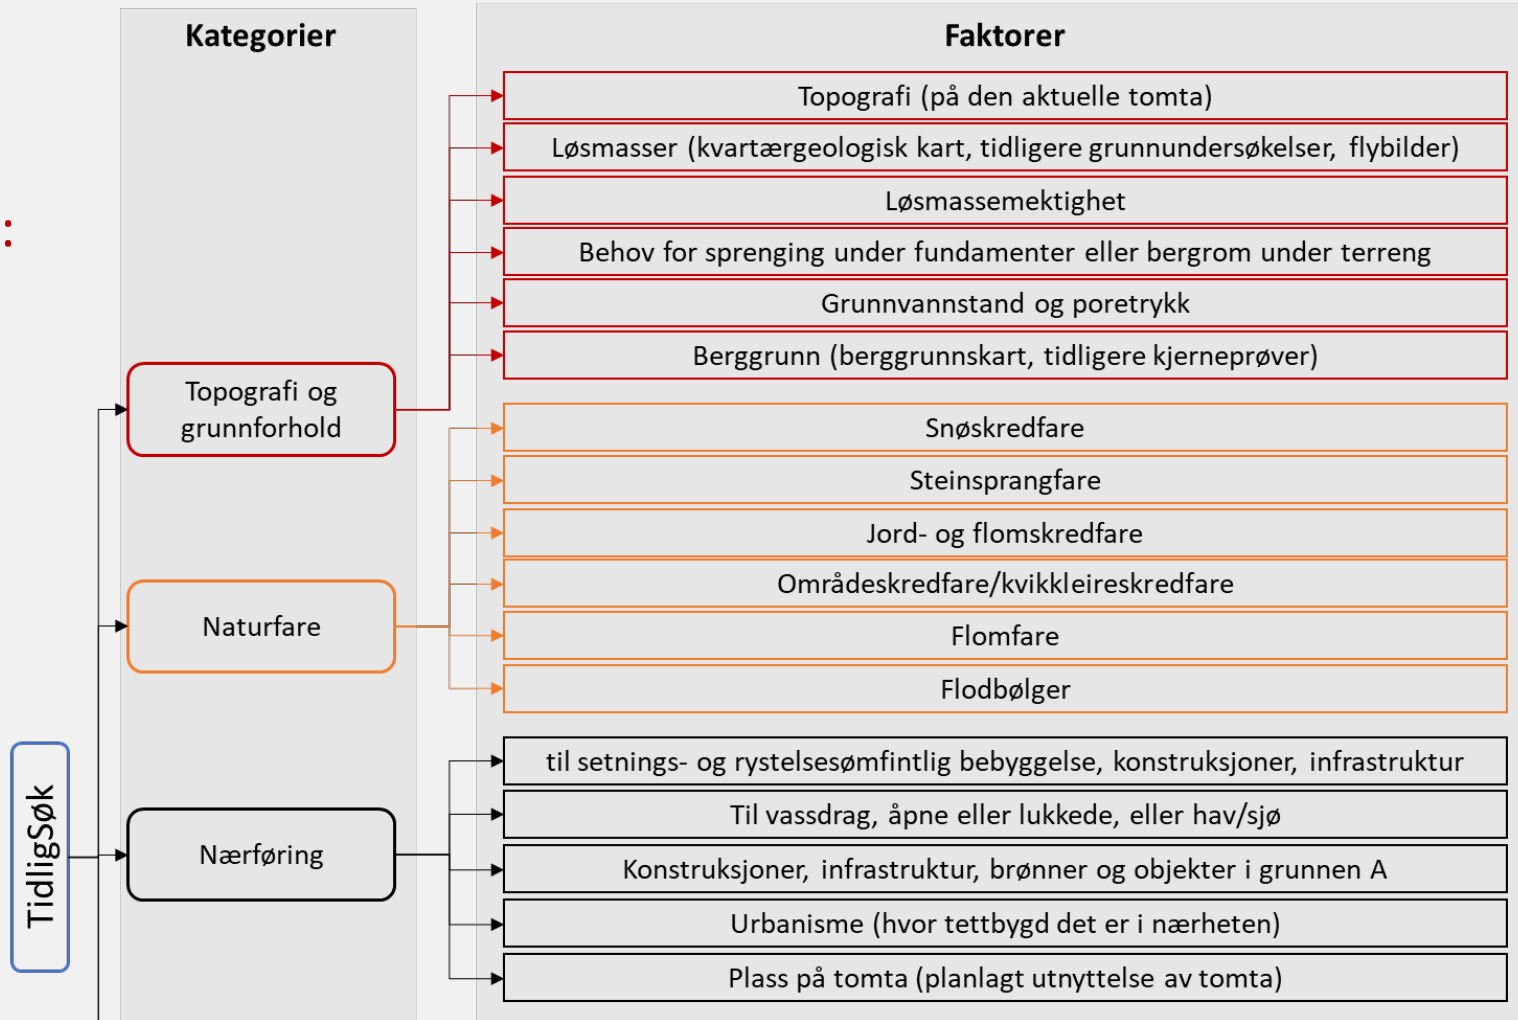 Kategorier
Faktorer
Topografi (på den aktuelle tomta)
Løsmasser (kvartærgeologisk kart, tidligere grunnundersøkelser, flybilder)
Løsmassemektighet
Behov for sprenging under fundamenter eller bergrom under terreng
Grunnvannstand og poretrykk
Berggrunn (berggrunnskart, tidligere kjerneprøver)
Topografi og
grunnforhold
Snøskredfare
Steinsprangfare
Jord- og flomskredfare
Områdeskredfare/kvikkleireskredfare
Flomfare
Flodbølger
Naturfare
til setnings- og rystelsesømfintlig bebyggelse, konstruksjoner, infrastruktur
Til vassdrag, åpne eller lukkede, eller hav/sjø
Konstruksjoner, infrastruktur, brønner og objekter i grunnen A
Urbanisme (hvor tettbygd det er i nærheten)
Plass på tomta (planlagt utnyttelse av tomta)
Nærføring
TidligSøk
: